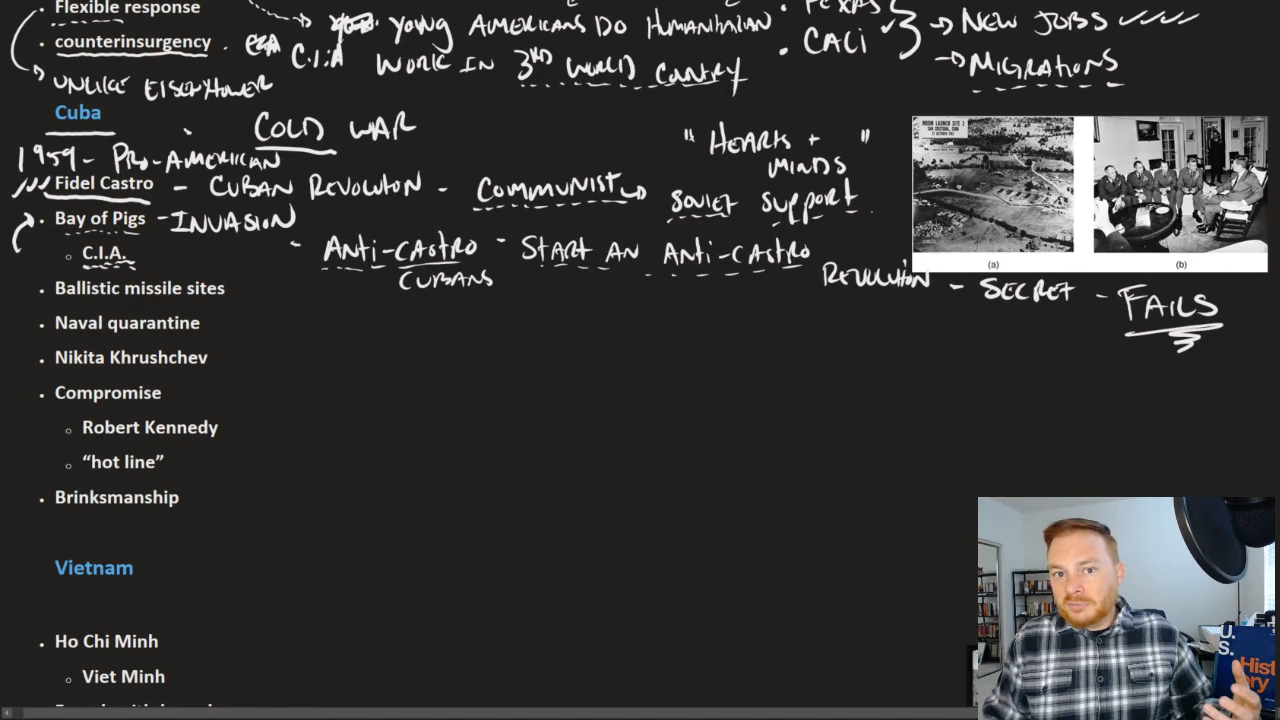 Flexible response
YOUNG AMERICANS DO HUMANITARIAN
• TEXAS
→ NEW JOBS
counterinsurgency
C.I.A
WORK IN 3RD WORLD COUNTRY
• CALI
→ MIGRATIONS
UNLIKE EISENHOWER
Cuba
COLD WAR
"HEARTS +
MINDS"
1959 - PRO-AMERICAN
Fidel Castro - CUBAN REVOLUTION - COMMUNIST
SOVIET SUPPORT
Bay of Pigs - INVASION
C.I.A.
- ANTI-CASTRO - START AN ANTI-CASTRO
CUBANS
REVOLUTION - SECRET - FAILS
(a)
(b)
Ballistic missile sites
Naval quarantine
Nikita Khrushchev
Compromise
Robert Kennedy
"hot line"
Brinksmanship
Vietnam
Ho Chi Minh
Viet Minh
U.
S.
Hist
ory